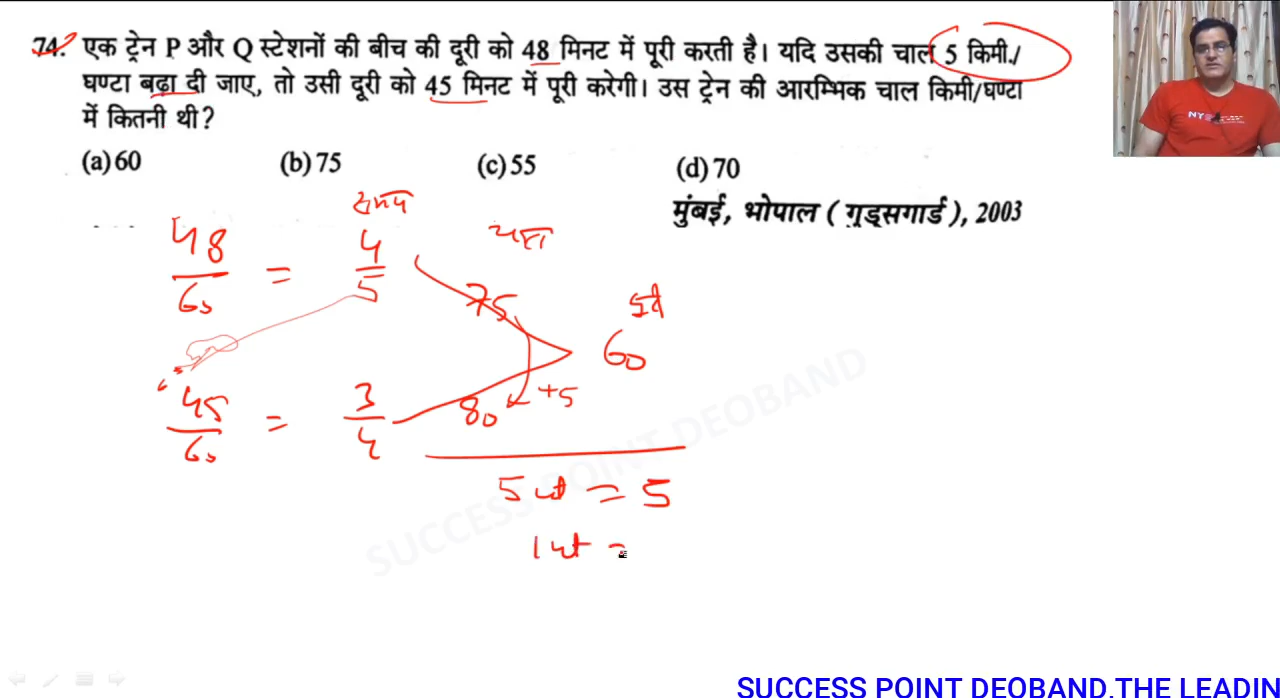 74. एक ट्रेन P और Q स्टेशनों की बीच की दूरी को 48 मिनट में पूरी करती है। यदि उसकी चाल 5 किमी./
घण्टा बढ़ा दी जाए, तो उसी दूरी को 45 मिनट में पूरी करेगी। उस ट्रेन की आरम्भिक चाल किमी/घण्टा
में कितनी थी?
(a) 60 (b) 75 (c) 55 (d) 70
मुंबई, भोपाल ( गुड्सगार्ड ), 2003
समय
48/60 = 4/5
75
60
45/60 = 3/4
80 +5
5 = 5
1 =
SUCCESS POINT DEOBAND
NY
SUCCESS POINT DEOBAND,THE LEADIN